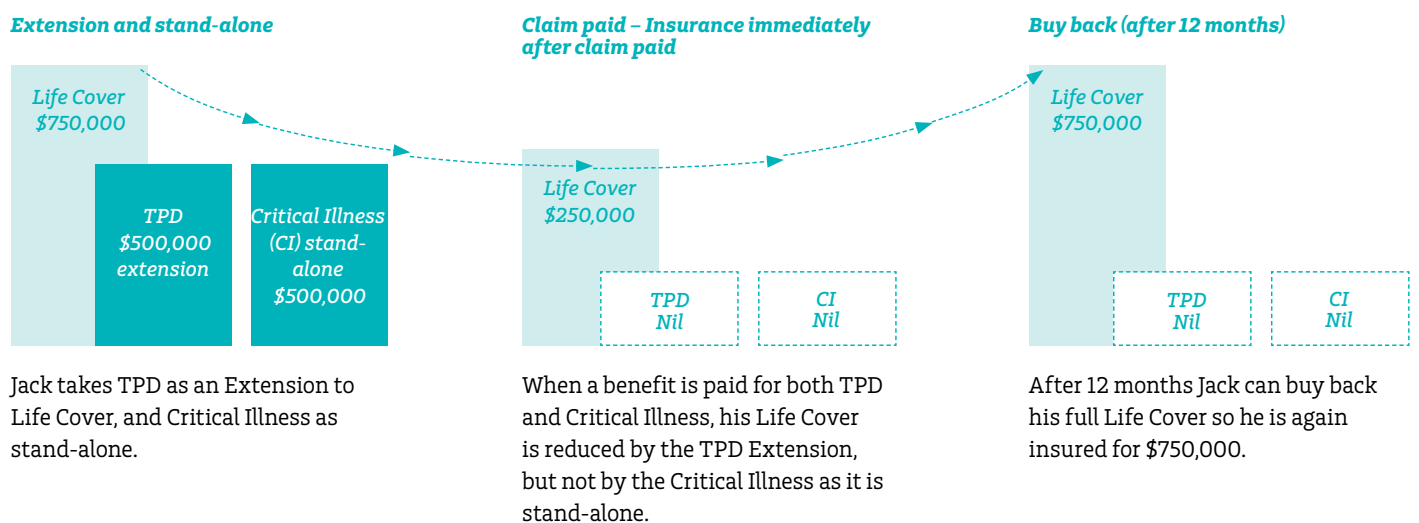 Extension and stand-alone
Life Cover
$750,000
TPD
$500,000
extension
Critical Illness
(CI) stand-
alone
$500,000
Jack takes TPD as an Extension to
Life Cover, and Critical Illness as
stand-alone.
Claim paid – Insurance immediately
after claim paid
Life Cover
$250,000
TPD
Nil
CI
Nil
When a benefit is paid for both TPD
and Critical Illness, his Life Cover
is reduced by the TPD Extension,
but not by the Critical Illness as it is
stand-alone.
Buy back (after 12 months)
Life Cover
$750,000
TPD
Nil
CI
Nil
After 12 months Jack can buy back
his full Life Cover so he is again
insured for $750,000.